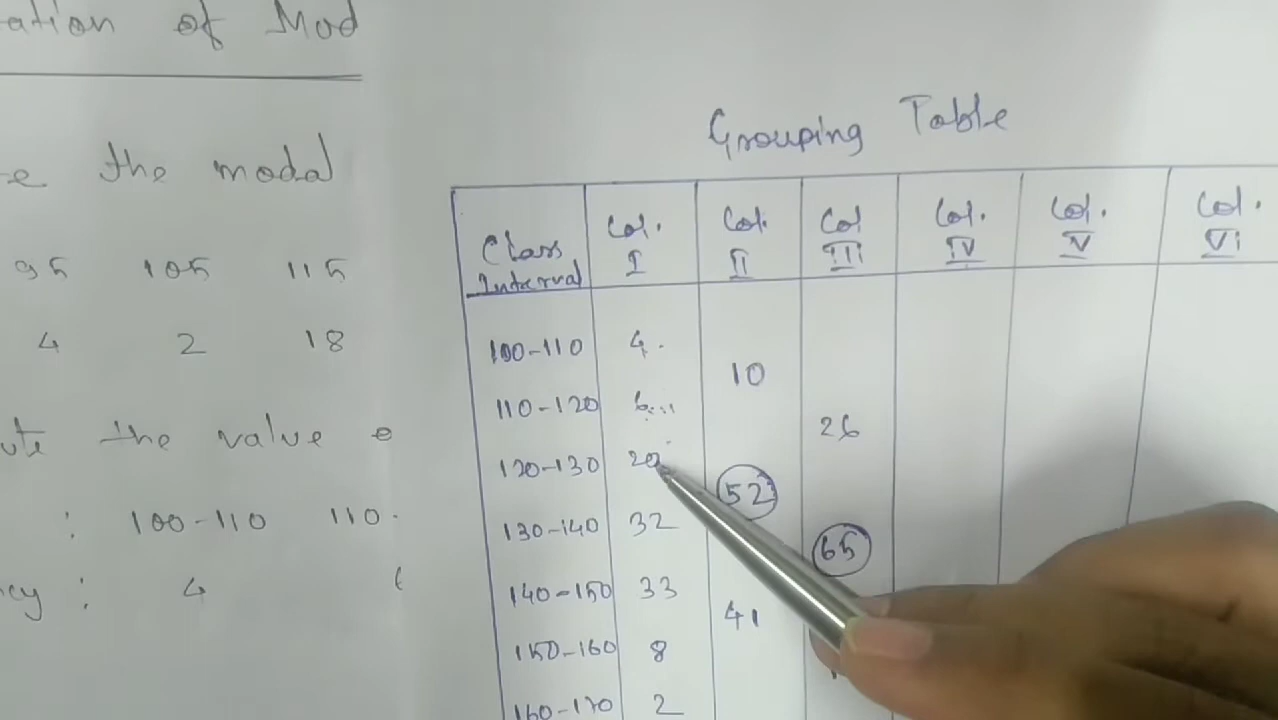 ation of Mod
e the modal
95 105 115
4 2 18
ute the value
: 100-110 110-
cy : 4 6
Grouping Table
Class Interval Col. I Col. II Col III Col. IV Col. V Col. VI
100-110 4
10
110-120 6
26
120-130 20
52
130-140 32
65
140-150 33
41
150-160 8
160-170 2